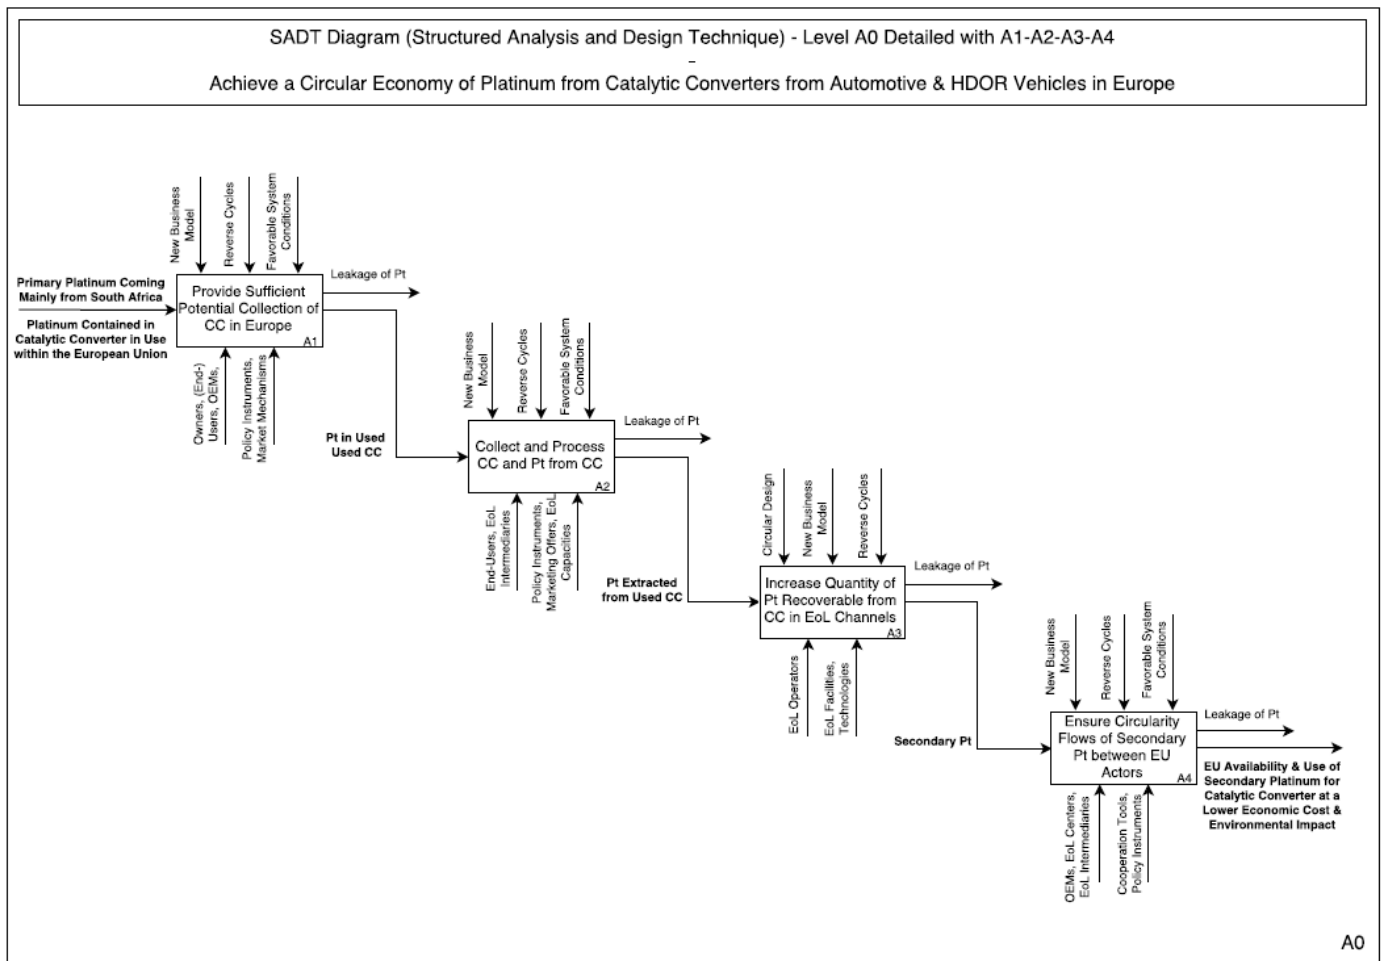 SADT Diagram (Structured Analysis and Design Technique) - Level A0 Detailed with A1-A2-A3-A4
–
Achieve a Circular Economy of Platinum from Catalytic Converters from Automotive & HDOR Vehicles in Europe
New Business
Model
Reverse Cycles
Favorable System
Conditions
Primary Platinum Coming
Mainly from South Africa
Platinum Contained in
Catalytic Converter in Use
within the European Union
Provide Sufficient
Potential Collection of
CC in Europe
A1
Leakage of Pt
Owners, (End-)
Users, OEMs,
Policy Instruments,
Market Mechanisms
Pt in Used
Used CC
New Business
Model
Reverse Cycles
Favorable System
Conditions
Collect and Process
CC and Pt from CC
A2
Leakage of Pt
End-Users, EoL
Intermediaries
Policy Instruments,
Marketing Offers, EoL
Capacities
Pt Extracted
from Used CC
Circular Design
New Business
Model
Reverse Cycles
Increase Quantity of
Pt Recoverable from
CC in EoL Channels
A3
Leakage of Pt
EoL Operators
EoL Facilities,
Technologies
Secondary Pt
New Business
Model
Reverse Cycles
Favorable System
Conditions
Ensure Circularity
Flows of Secondary
Pt between EU
Actors
A4
Leakage of Pt
EU Availability & Use of
Secondary Platinum for
Catalytic Converter at a
Lower Economic Cost &
Environmental Impact
OEMs, EoL Centers,
EoL Intermediaries
Cooperation Tools,
Policy Instruments
A0